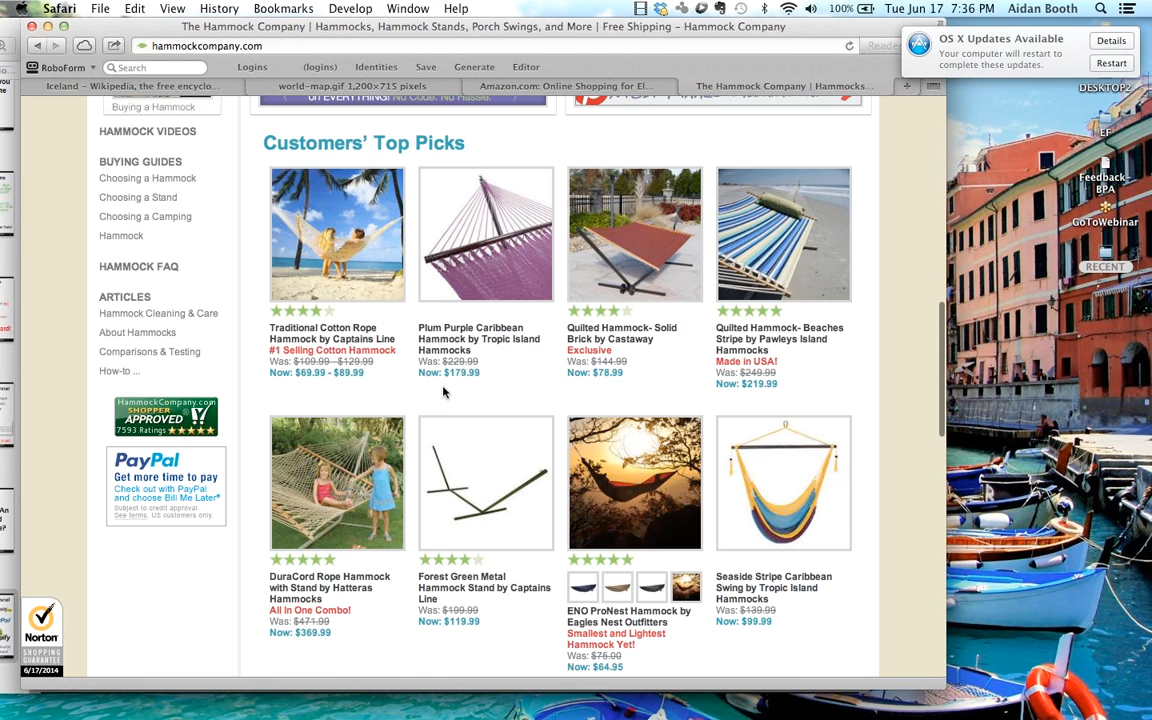 Safari File Edit View History Bookmarks Develop Window Help 100% Tue Jun 17 7:36 PM Aidan Booth
The Hammock Company | Hammocks, Hammock Stands, Porch Swings, and More | Free Shipping - Hammock Company
hammockcompany.com Reader
OS X Updates Available
Your computer will restart to complete these updates.
Details
Restart
RoboForm Search Logins (logins) Identities Save Generate Editor
Iceland - Wikipedia, the free encyclo... world-map.gif 1,200×715 pixels Amazon.com: Online Shopping for El... The Hammock Company | Hammocks...
DESKTOP2
EF
Feedback-
BPA
GoToWebinar
RECENT
Buying a Hammock
HAMMOCK VIDEOS
BUYING GUIDES
Choosing a Hammock
Choosing a Stand
Choosing a Camping
Hammock
HAMMOCK FAQ
ARTICLES
Hammock Cleaning & Care
About Hammocks
Comparisons & Testing
How-to ...
HammockCompany.com
SHOPPER
APPROVED
7593 Ratings
PayPal
Get more time to pay
Check out with PayPal
and choose Bill Me Later®
Subject to credit approval.
See terms. US customers only.
Norton
SHOPPING
GUARANTEE
6/17/2014
ON EVERYTHING! No Code. No Hassle.
Customers' Top Picks
Traditional Cotton Rope
Hammock by Captains Line
#1 Selling Cotton Hammock
Was: $109.99 - $129.99
Now: $69.99 - $89.99
Plum Purple Caribbean
Hammock by Tropic Island
Hammocks
Was: $229.99
Now: $179.99
Quilted Hammock- Solid
Brick by Castaway
Exclusive
Was: $144.99
Now: $78.99
Quilted Hammock- Beaches
Stripe by Pawleys Island
Hammocks
Made in USA!
Was: $249.99
Now: $219.99
DuraCord Rope Hammock
with Stand by Hatteras
Hammocks
All In One Combo!
Was: $471.99
Now: $369.99
Forest Green Metal
Hammock Stand by Captains
Line
Was: $199.99
Now: $119.99
ENO ProNest Hammock by
Eagles Nest Outfitters
Smallest and Lightest
Hammock Yet!
Was: $75.00
Now: $64.95
Seaside Stripe Caribbean
Swing by Tropic Island
Hammocks
Was: $139.99
Now: $99.99